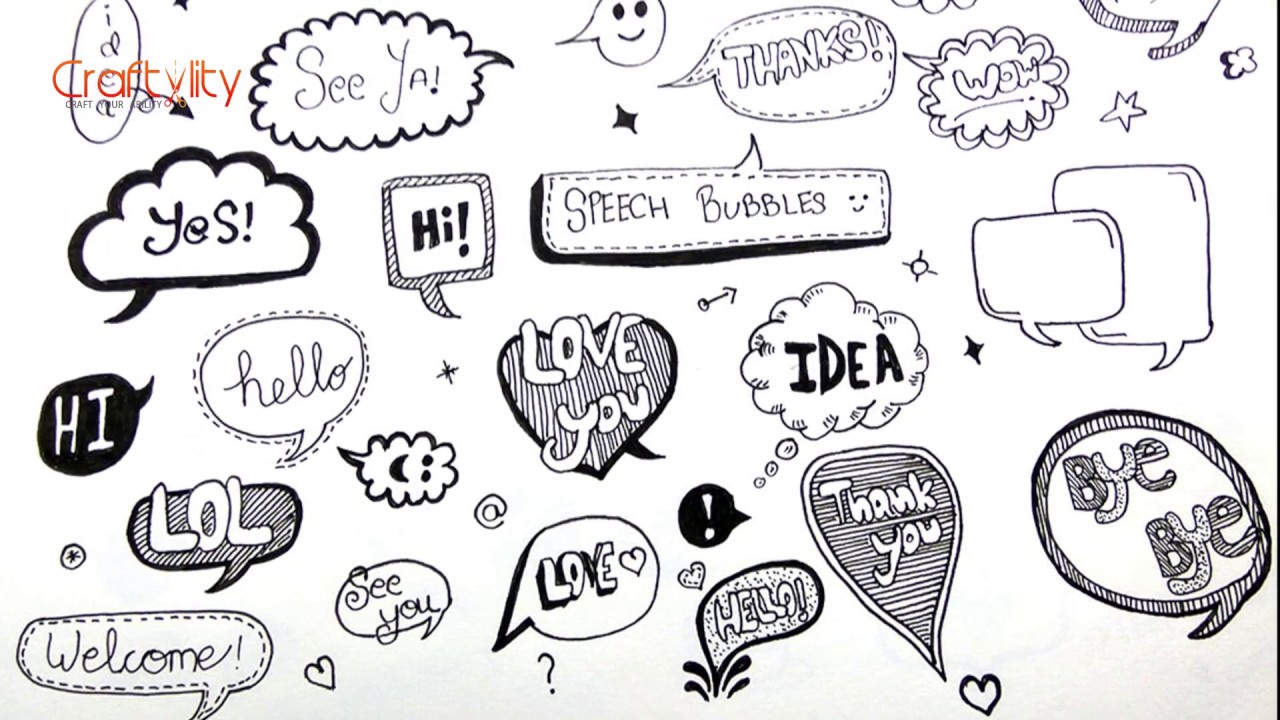 Craftylity
CRAFT YOUR ABILITY
See Ya!
THANKS!
WOW
Yes!
Hi!
SPEECH BUBBLES
hello
LOVE
YOU
IDEA
HI
LOL
@
!
Thank
you
Bye
Bye
See
you
LOVE
HELLO!
Welcome!
?